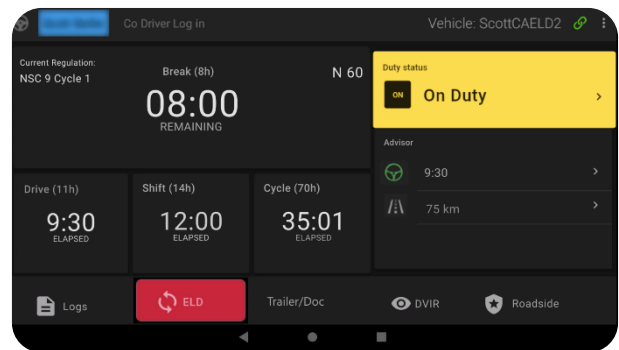 Co Driver Log in
Vehicle: ScottCAELD2
Current Regulation:
NSC 9 Cycle 1
Break (8h)
N 60
08:00
REMAINING
Duty status
ON
On Duty
Advisor
9:30
75 km
Drive (11h)
9:30
ELAPSED
Shift (14h)
12:00
ELAPSED
Cycle (70h)
35:01
ELAPSED
Logs
ELD
Trailer/Doc
DVIR
Roadside